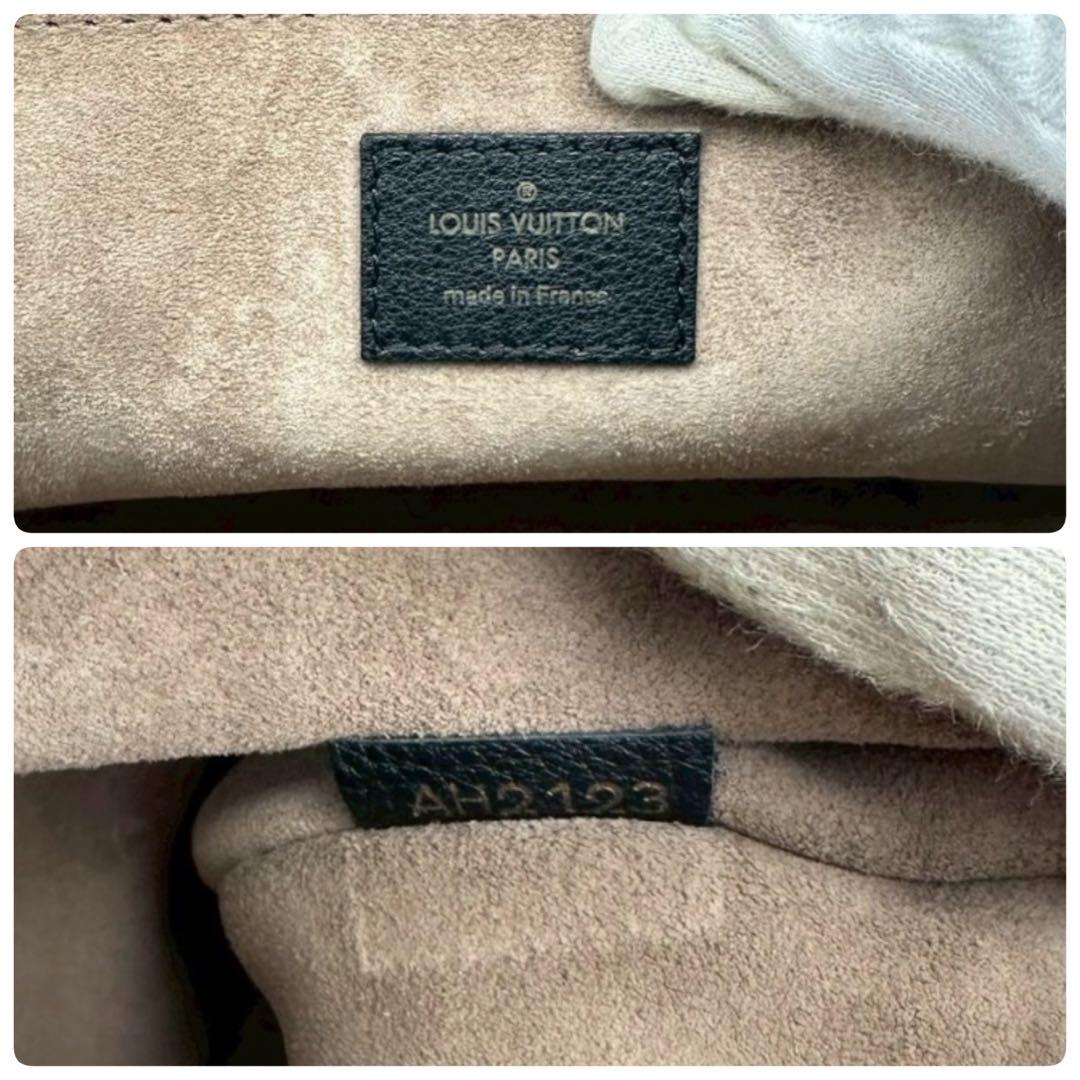 ®
LOUIS VUITTON
PARIS
made in France
AH2123